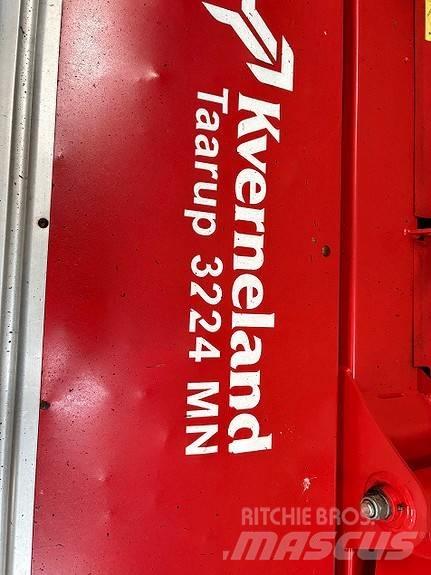 Kverneland
Taarup 3224 MN
RITCHIE BROS.
MASCUS